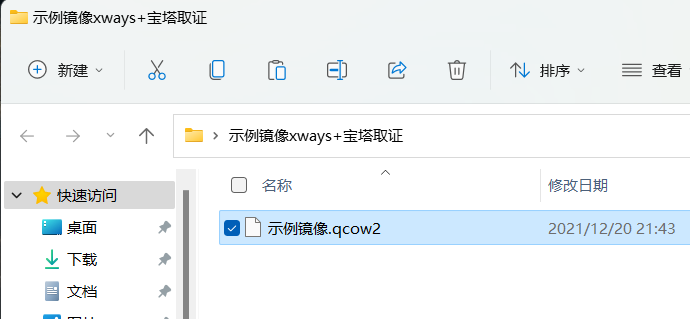 示例镜像xways+宝塔取证
新建 排序 查看
示例镜像xways+宝塔取证
快速访问 名称 修改日期
桌面 示例镜像.qcow2 2021/12/20 21:43
下载
文档